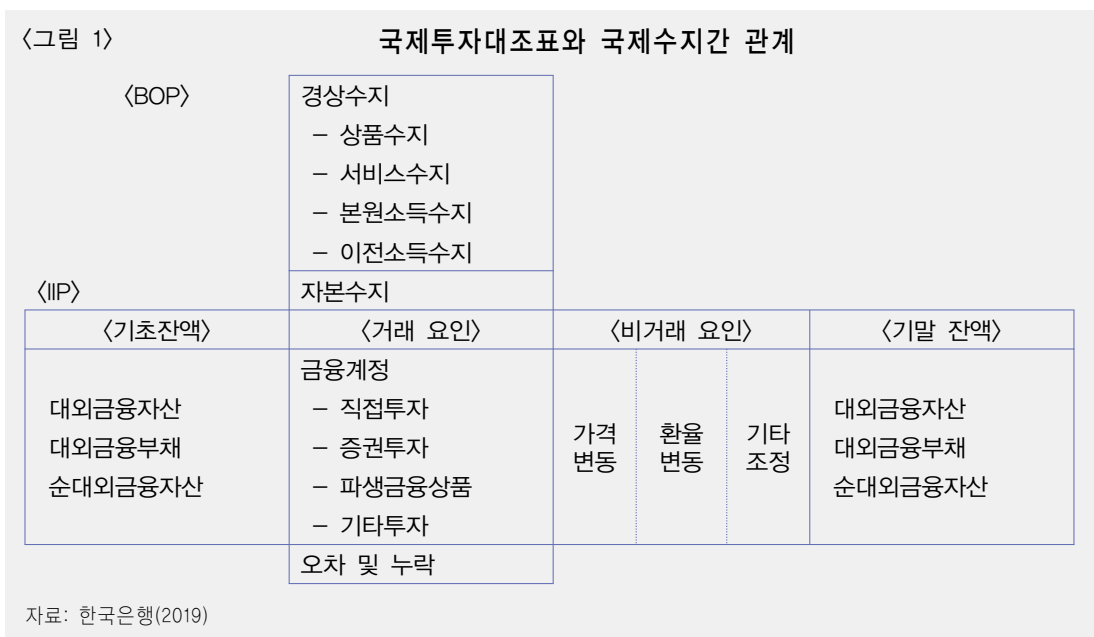 〈그림 1〉 국제투자대조표와 국제수지간 관계
〈BOP〉 경상수지
– 상품수지
– 서비스수지
– 본원소득수지
– 이전소득수지
〈IIP〉 자본수지
〈기초잔액〉 〈거래 요인〉 〈비거래 요인〉 〈기말 잔액〉
금융계정
대외금융자산 – 직접투자 대외금융자산
대외금융부채 – 증권투자 가격 변동 환율 변동 기타 조정 대외금융부채
순대외금융자산 – 파생금융상품 순대외금융자산
– 기타투자
오차 및 누락
자료: 한국은행(2019)